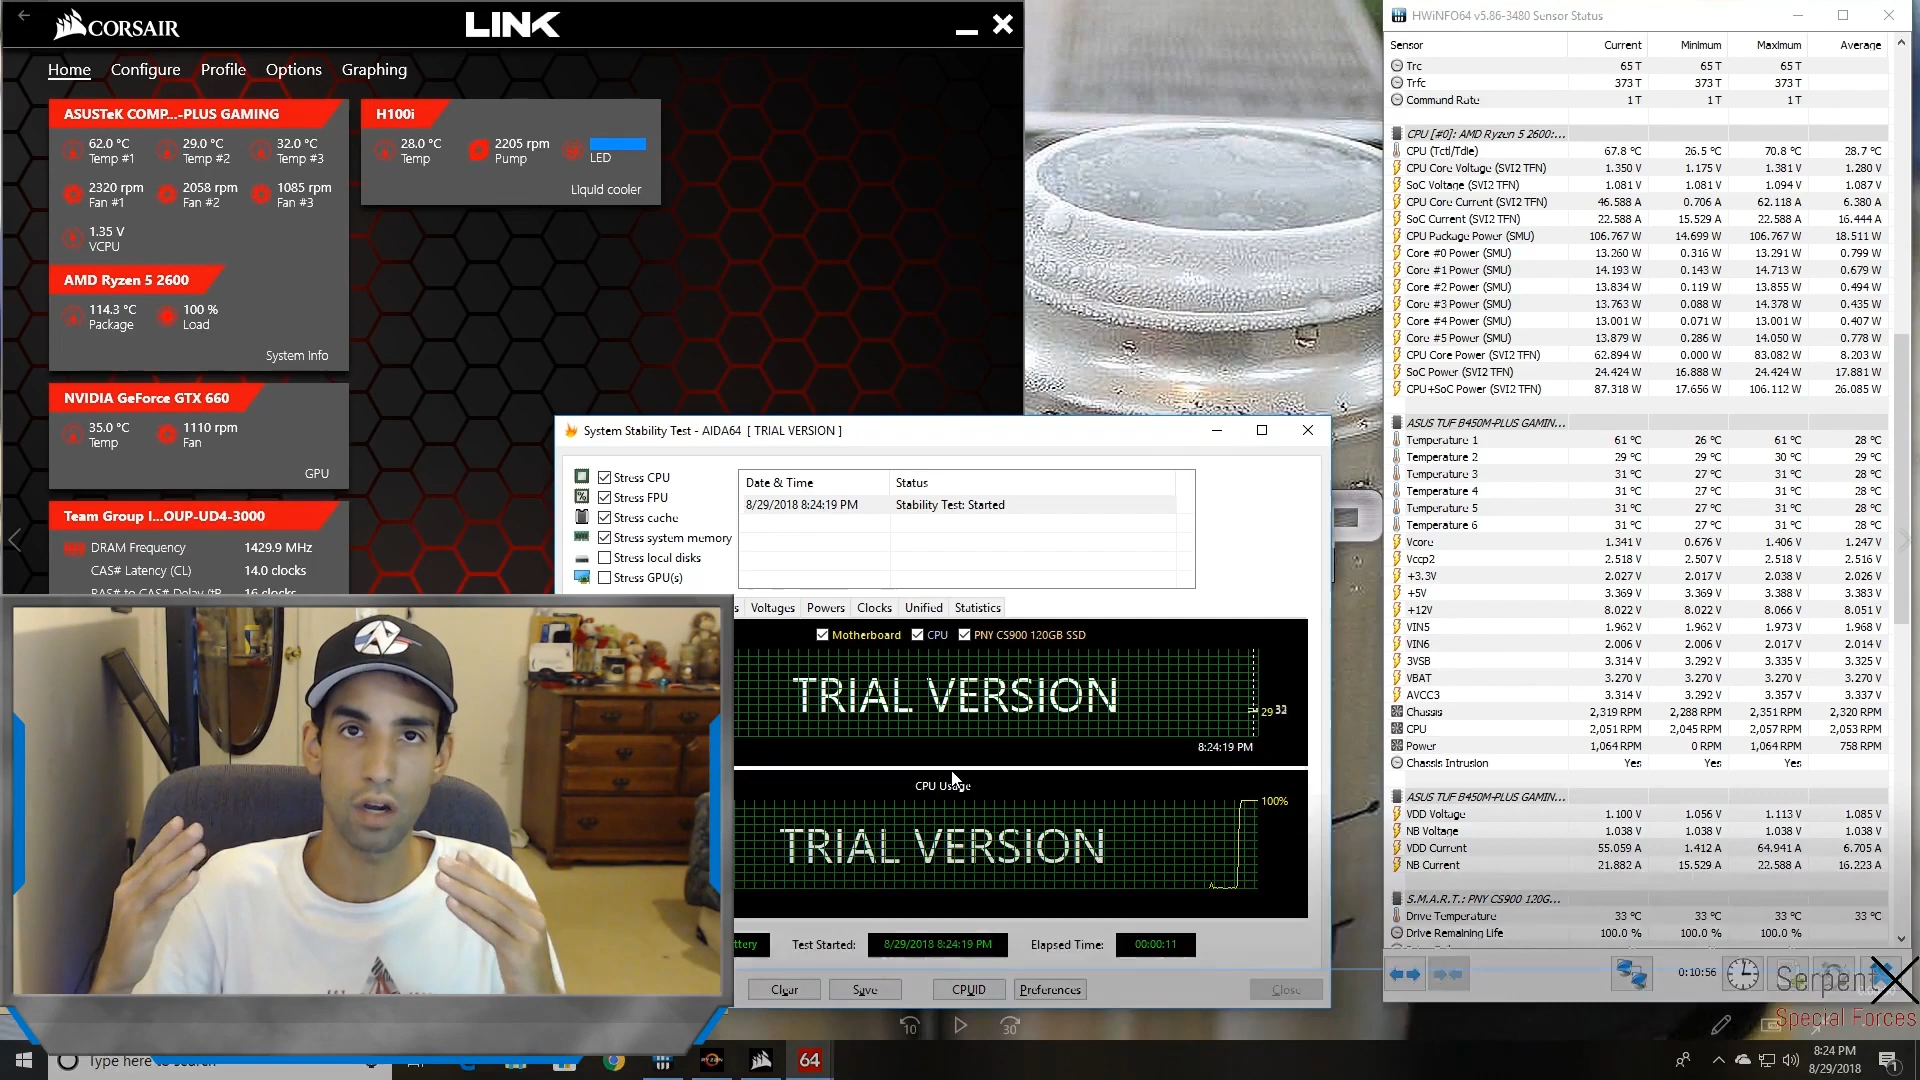 CORSAIR
LINK
Home Configure Profile Options Graphing
ASUSTeK COMP...-PLUS GAMING
62.0 °C 29.0 °C 32.0 °C
Temp #1 Temp #2 Temp #3
2320 rpm 2058 rpm 1085 rpm
Fan #1 Fan #2 Fan #3
1.35 V
VCPU
AMD Ryzen 5 2600
114.3 °C 100 %
Package Load
System Info
H100i
28.0 °C 2205 rpm
Temp Pump LED
Liquid cooler
NVIDIA GeForce GTX 660
35.0 °C 1110 rpm
Temp Fan
GPU
Team Group I...OUP-UD4-3000
DRAM Frequency 1429.9 MHz
CAS# Latency (CL) 14.0 clocks
System Stability Test - AIDA64 [ TRIAL VERSION ]
Stress CPU
Stress FPU
Stress cache
Stress system memory
Stress local disks
Stress GPU(s)
Date & Time Status
8/29/2018 8:24:19 PM Stability Test: Started
s Voltages Powers Clocks Unified Statistics
Motherboard CPU PNY CS900 120GB SSD
TRIAL VERSION
29
8:24:19 PM
CPU Usage
100%
TRIAL VERSION
ttery Test Started: 8/29/2018 8:24:19 PM Elapsed Time: 00:00:11
Clear Save CPUID Preferences Close
10 30
HWiNFO64 v5.86-3480 Sensor Status
Sensor Current Minimum Maximum Average
Trc 65 T 65 T 65 T
Trfc 373 T 373 T 373 T
Command Rate 1 T 1 T 1 T
CPU [#0]: AMD Ryzen 5 2600:...
CPU (Tctl/Tdie) 67.8 °C 26.5 °C 70.8 °C 28.7 °C
CPU Core Voltage (SVI2 TFN) 1.350 V 1.175 V 1.381 V 1.280 V
SoC Voltage (SVI2 TFN) 1.081 V 1.081 V 1.094 V 1.087 V
CPU Core Current (SVI2 TFN) 46.588 A 0.706 A 62.118 A 6.380 A
SoC Current (SVI2 TFN) 22.588 A 15.529 A 22.588 A 16.444 A
CPU Package Power (SMU) 106.767 W 14.699 W 106.767 W 18.511 W
Core #0 Power (SMU) 13.260 W 0.316 W 13.291 W 0.799 W
Core #1 Power (SMU) 14.193 W 0.143 W 14.713 W 0.679 W
Core #2 Power (SMU) 13.834 W 0.119 W 13.855 W 0.494 W
Core #3 Power (SMU) 13.763 W 0.088 W 14.378 W 0.435 W
Core #4 Power (SMU) 13.001 W 0.071 W 13.001 W 0.407 W
Core #5 Power (SMU) 13.879 W 0.286 W 14.050 W 0.778 W
CPU Core Power (SVI2 TFN) 62.894 W 0.000 W 83.082 W 8.203 W
SoC Power (SVI2 TFN) 24.424 W 16.888 W 24.424 W 17.881 W
CPU+SoC Power (SVI2 TFN) 87.318 W 17.656 W 106.112 W 26.085 W
ASUS TUF B450M-PLUS GAMIN...
Temperature 1 61 °C 26 °C 61 °C 28 °C
Temperature 2 29 °C 29 °C 30 °C 29 °C
Temperature 3 31 °C 27 °C 31 °C 28 °C
Temperature 4 31 °C 27 °C 31 °C 28 °C
Temperature 5 31 °C 27 °C 31 °C 28 °C
Temperature 6 31 °C 27 °C 31 °C 28 °C
Vcore 1.341 V 0.676 V 1.406 V 1.247 V
Vccp2 2.518 V 2.507 V 2.518 V 2.516 V
+3.3V 2.027 V 2.017 V 2.038 V 2.026 V
+5V 3.369 V 3.369 V 3.388 V 3.383 V
+12V 8.022 V 8.022 V 8.066 V 8.051 V
VIN5 1.962 V 1.962 V 1.973 V 1.968 V
VIN6 2.006 V 2.006 V 2.017 V 2.014 V
3VSB 3.314 V 3.292 V 3.335 V 3.325 V
VBAT 3.270 V 3.270 V 3.270 V 3.270 V
AVCC3 3.314 V 3.292 V 3.357 V 3.337 V
Chassis 2,319 RPM 2,288 RPM 2,351 RPM 2,320 RPM
CPU 2,051 RPM 2,045 RPM 2,057 RPM 2,053 RPM
Power 1,064 RPM 0 RPM 1,064 RPM 758 RPM
Chassis Intrusion Yes Yes Yes
ASUS TUF B450M-PLUS GAMIN...
VDD Voltage 1.100 V 1.056 V 1.113 V 1.085 V
NB Voltage 1.038 V 1.038 V 1.038 V 1.038 V
VDD Current 55.059 A 1.412 A 64.941 A 6.705 A
NB Current 21.882 A 15.529 A 22.588 A 16.223 A
S.M.A.R.T.: PNY CS900 120G...
Drive Temperature 33 °C 33 °C 33 °C 33 °C
Drive Remaining Life 100.0 % 100.0 % 100.0 %
0:10:56
SerpentX
Special Forces
Type here
RYZEN
64
8:24 PM
8/29/2018
1